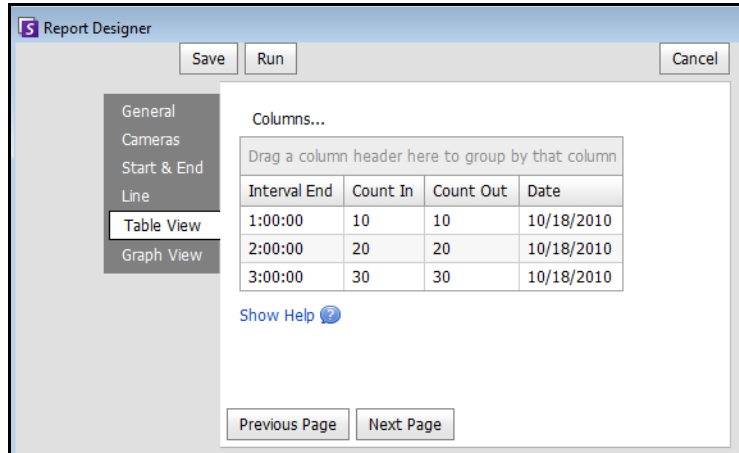 Report Designer
Save Run Cancel
General
Cameras
Start & End
Line
Table View
Graph View
Columns...
Drag a column header here to group by that column
Interval End Count In Count Out Date
1:00:00 10 10 10/18/2010
2:00:00 20 20 10/18/2010
3:00:00 30 30 10/18/2010
Show Help ?
Previous Page Next Page